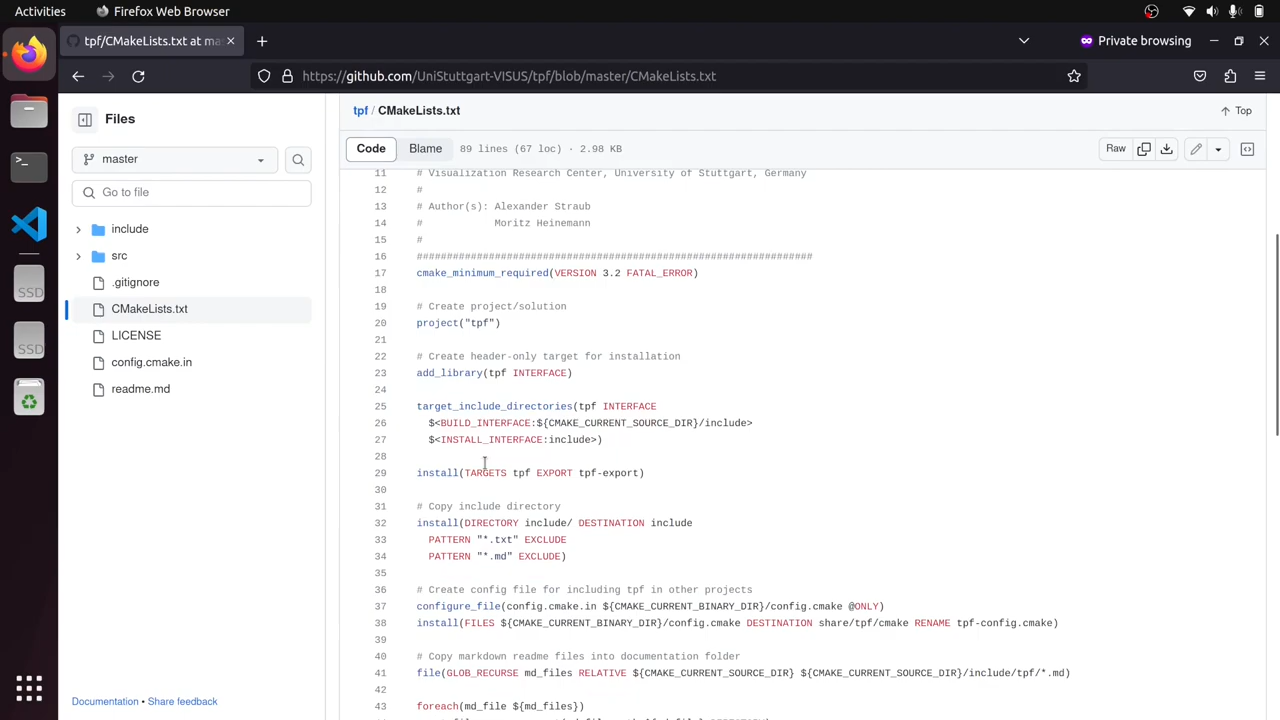 Activities
Firefox Web Browser
tpf/CMakeLists.txt at mas
Private browsing
https://github.com/UniStuttgart-VISUS/tpf/blob/master/CMakeLists.txt
Files
master
Go to file
include
src
.gitignore
CMakeLists.txt
LICENSE
config.cmake.in
readme.md
Documentation • Share feedback
SSD
SSD
tpf / CMakeLists.txt
Top
Code
Blame
89 lines (67 loc) · 2.98 KB
Raw
11 # Visualization Research Center, University of Stuttgart, Germany
12 #
13 # Author(s): Alexander Straub
14 # Moritz Heinemann
15 #
16 ##################################################################
17 cmake_minimum_required(VERSION 3.2 FATAL_ERROR)
18
19 # Create project/solution
20 project("tpf")
21
22 # Create header-only target for installation
23 add_library(tpf INTERFACE)
24
25 target_include_directories(tpf INTERFACE
26 $<BUILD_INTERFACE:${CMAKE_CURRENT_SOURCE_DIR}/include>
27 $<INSTALL_INTERFACE:include>)
28
29 install(TARGETS tpf EXPORT tpf-export)
30
31 # Copy include directory
32 install(DIRECTORY include/ DESTINATION include
33 PATTERN "*.txt" EXCLUDE
34 PATTERN "*.md" EXCLUDE)
35
36 # Create config file for including tpf in other projects
37 configure_file(config.cmake.in ${CMAKE_CURRENT_BINARY_DIR}/config.cmake @ONLY)
38 install(FILES ${CMAKE_CURRENT_BINARY_DIR}/config.cmake DESTINATION share/tpf/cmake RENAME tpf-config.cmake)
39
40 # Copy markdown readme files into documentation folder
41 file(GLOB_RECURSE md_files RELATIVE ${CMAKE_CURRENT_SOURCE_DIR} ${CMAKE_CURRENT_SOURCE_DIR}/include/tpf/*.md)
42
43 foreach(md_file ${md_files})